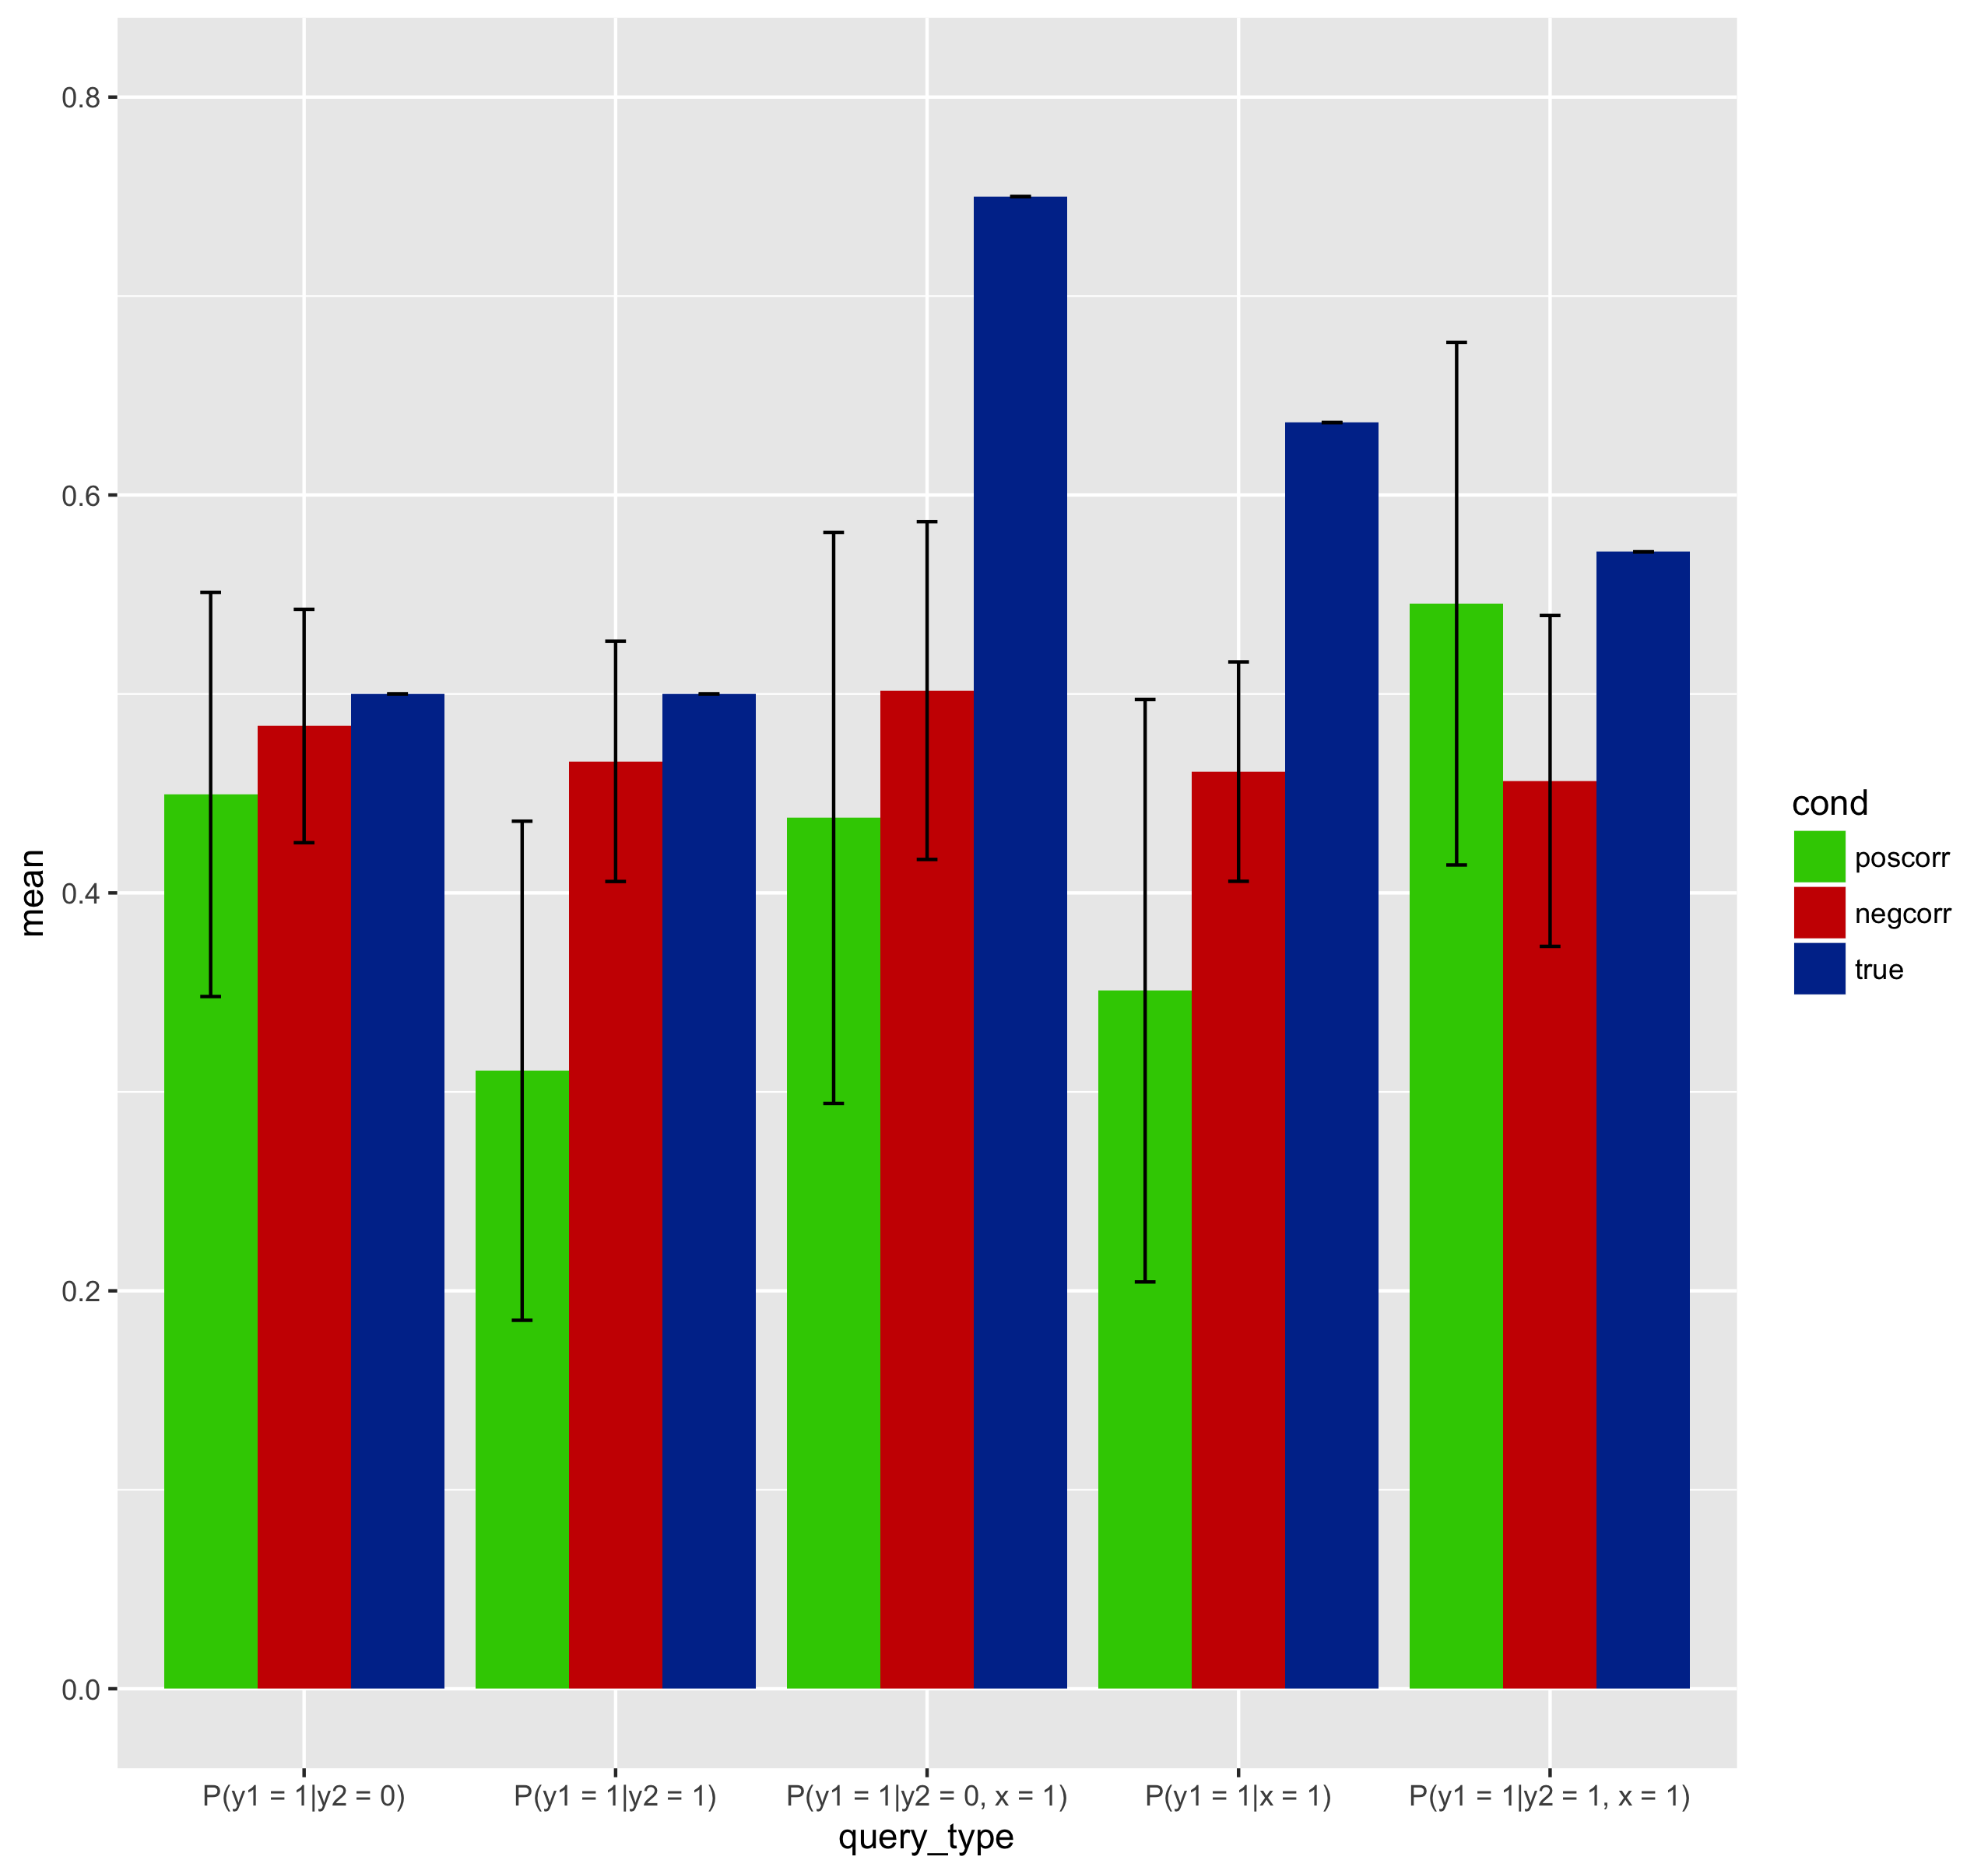 0.8
0.6
0.4
0.2
0.0
mean
P(y1 = 1|y2 = 0)
P(y1 = 1|y2 = 1)
P(y1 = 1|y2 = 0, x = 1)
P(y1 = 1|x = 1)
P(y1 = 1|y2 = 1, x = 1)
query_type
cond
poscorr
negcorr
true